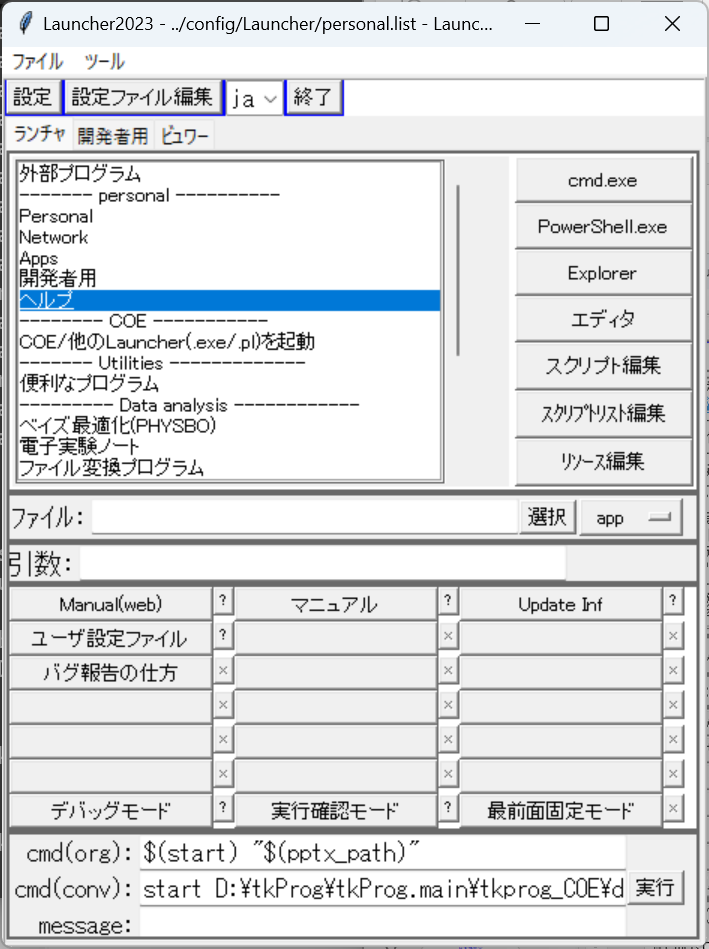 Launcher2023 - ../config/Launcher/personal.list - Launc...
ファイル ツール
設定 設定ファイル編集 ja 終了
ランチャ 開発者用 ビュワー
外部プログラム
------- personal ----------
Personal
Network
Apps
開発者用
ヘルプ
-------- COE -----------
COE/他のLauncher(.exe/.pl)を起動
------- Utilities -------------
便利なプログラム
--------- Data analysis ------------
ベイズ最適化(PHYSBO)
電子実験ノート
ファイル変換プログラム
cmd.exe
PowerShell.exe
Explorer
エディタ
スクリプト編集
スクリプトリスト編集
リソース編集
ファイル: 選択 app
引数:
Manual(web) ? マニュアル ? Update Inf ?
ユーザ設定ファイル ? × ×
バグ報告の仕方 × × ×
× × ×
× × ×
× × ×
デバッグモード ? 実行確認モード ? 最前面固定モード ×
cmd(org): $(start) "$(pptx_path)"
cmd(conv): start D:¥tkProg¥tkProg.main¥tkprog_COE¥d 実行
message: